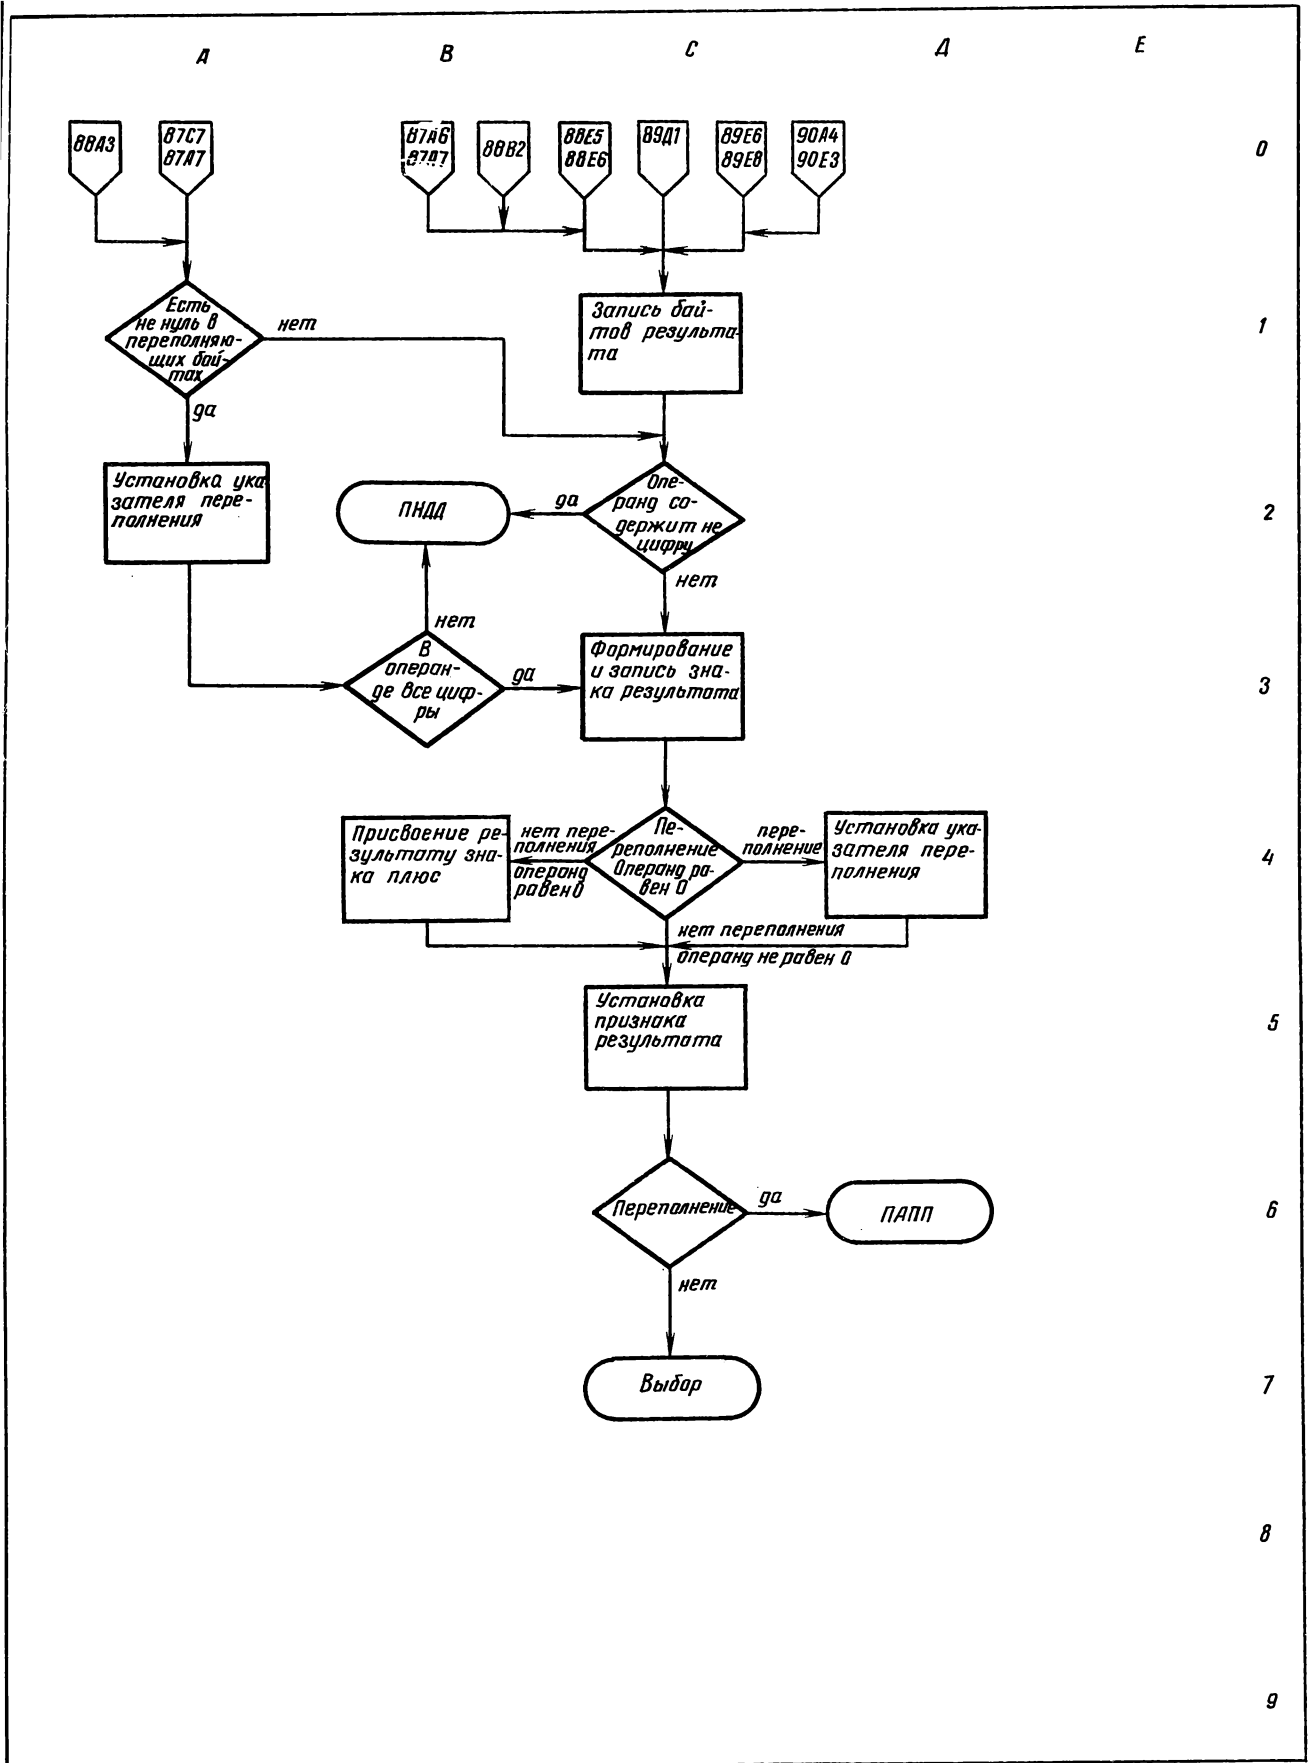 А
В
С
Д
Е
88А3
87С7
87А7
87А6
88В2
88Е5
88Е6
89Д1
89Е6
89Е8
90А4
90Е3
0
Есть
не нуль в
переполняю-
щих бай-
тах
нет
да
Запись бай-
тов результа-
та
1
Установка ука
зателя пере-
полнения
ПНДД
да
Опе-
ранд со-
держит не
цифру
нет
2
нет
В
операн-
де все циф-
ры
да
Формирование
и запись зна-
ка результата
3
Присвоение ре-
зультату зна-
ка плюс
нет пере-
полнения
операнд
равен 0
Пе-
реполнение
Операнд ра-
вен 0
пере-
полнение
Установка ука-
зателя пере-
полнения
4
нет переполнения
операнд не равен 0
Установка
признака
результата
5
Переполнение
да
ПАПП
6
нет
Выбор
7
8
9